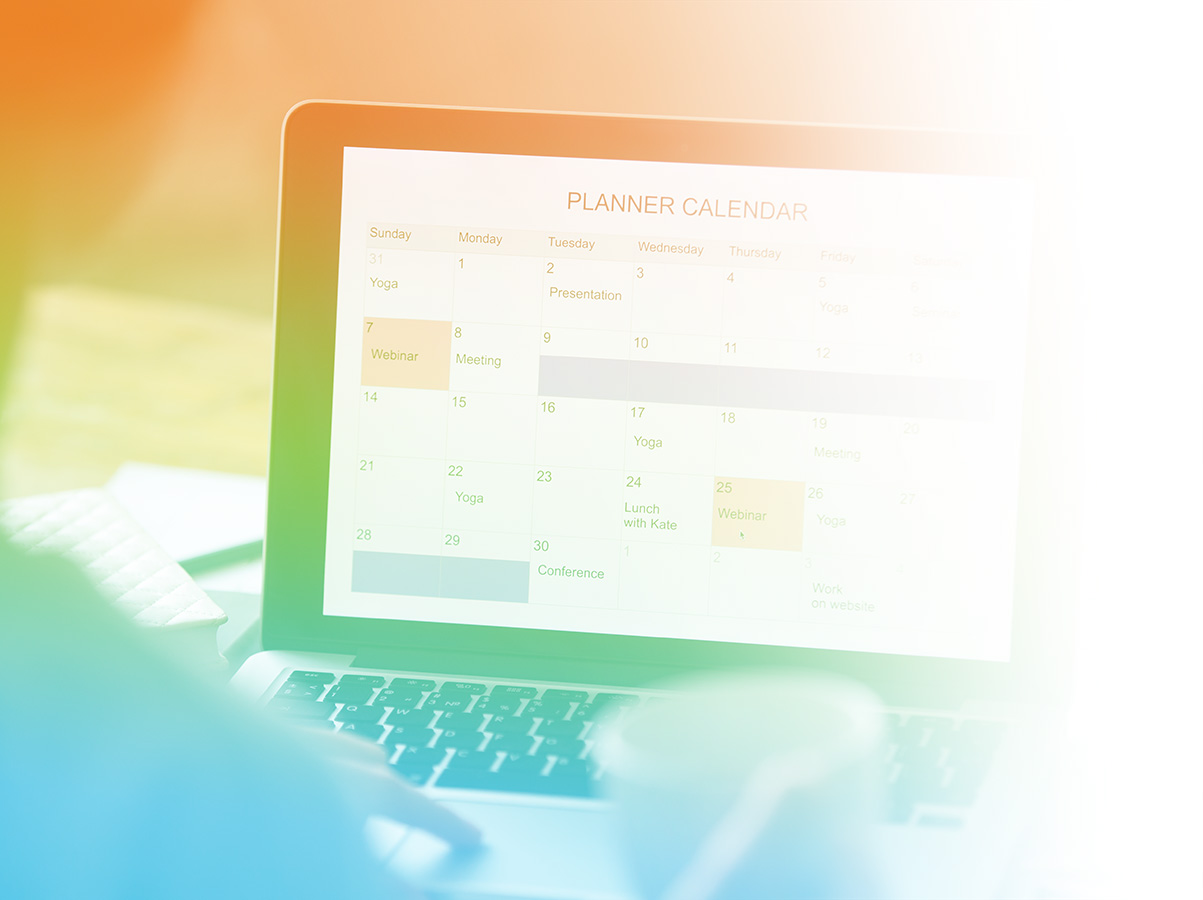 PLANNER CALENDAR
Sunday Monday Tuesday Wednesday Thursday Friday
31 1 2 3 4 5 6
Yoga Presentation Yoga
7 8 9 10 11 12 13
Webinar Meeting
14 15 16 17 18 19 20
Yoga Meeting
21 22 23 24 25 26 27
Yoga Lunch Webinar Yoga
with Kate
28 29 30 1 2 3
Conference Work
on website
Q W E R T
A S D F G
C V